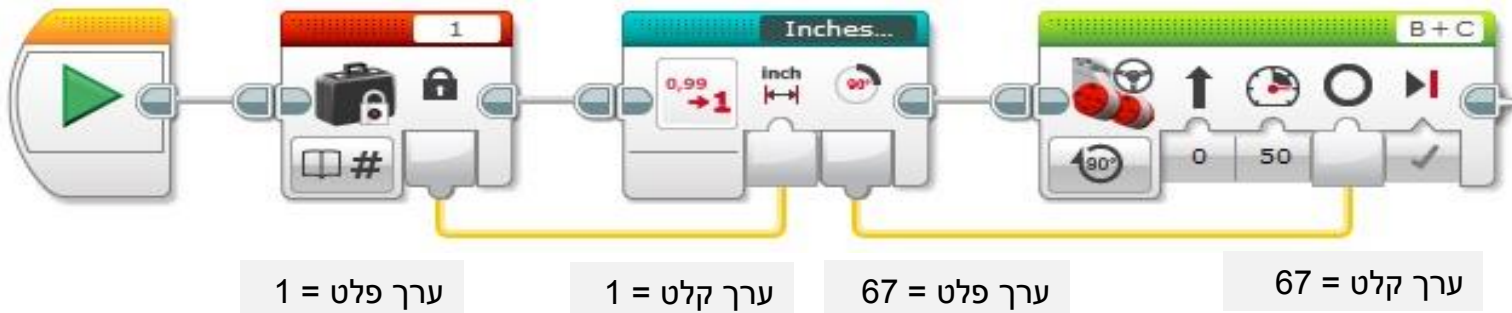 1
Inches...
B + C
0,99
1
inch
90°
#
90°
0
50
ערך פלט = 1
ערך קלט = 1
ערך פלט = 67
ערך קלט = 67